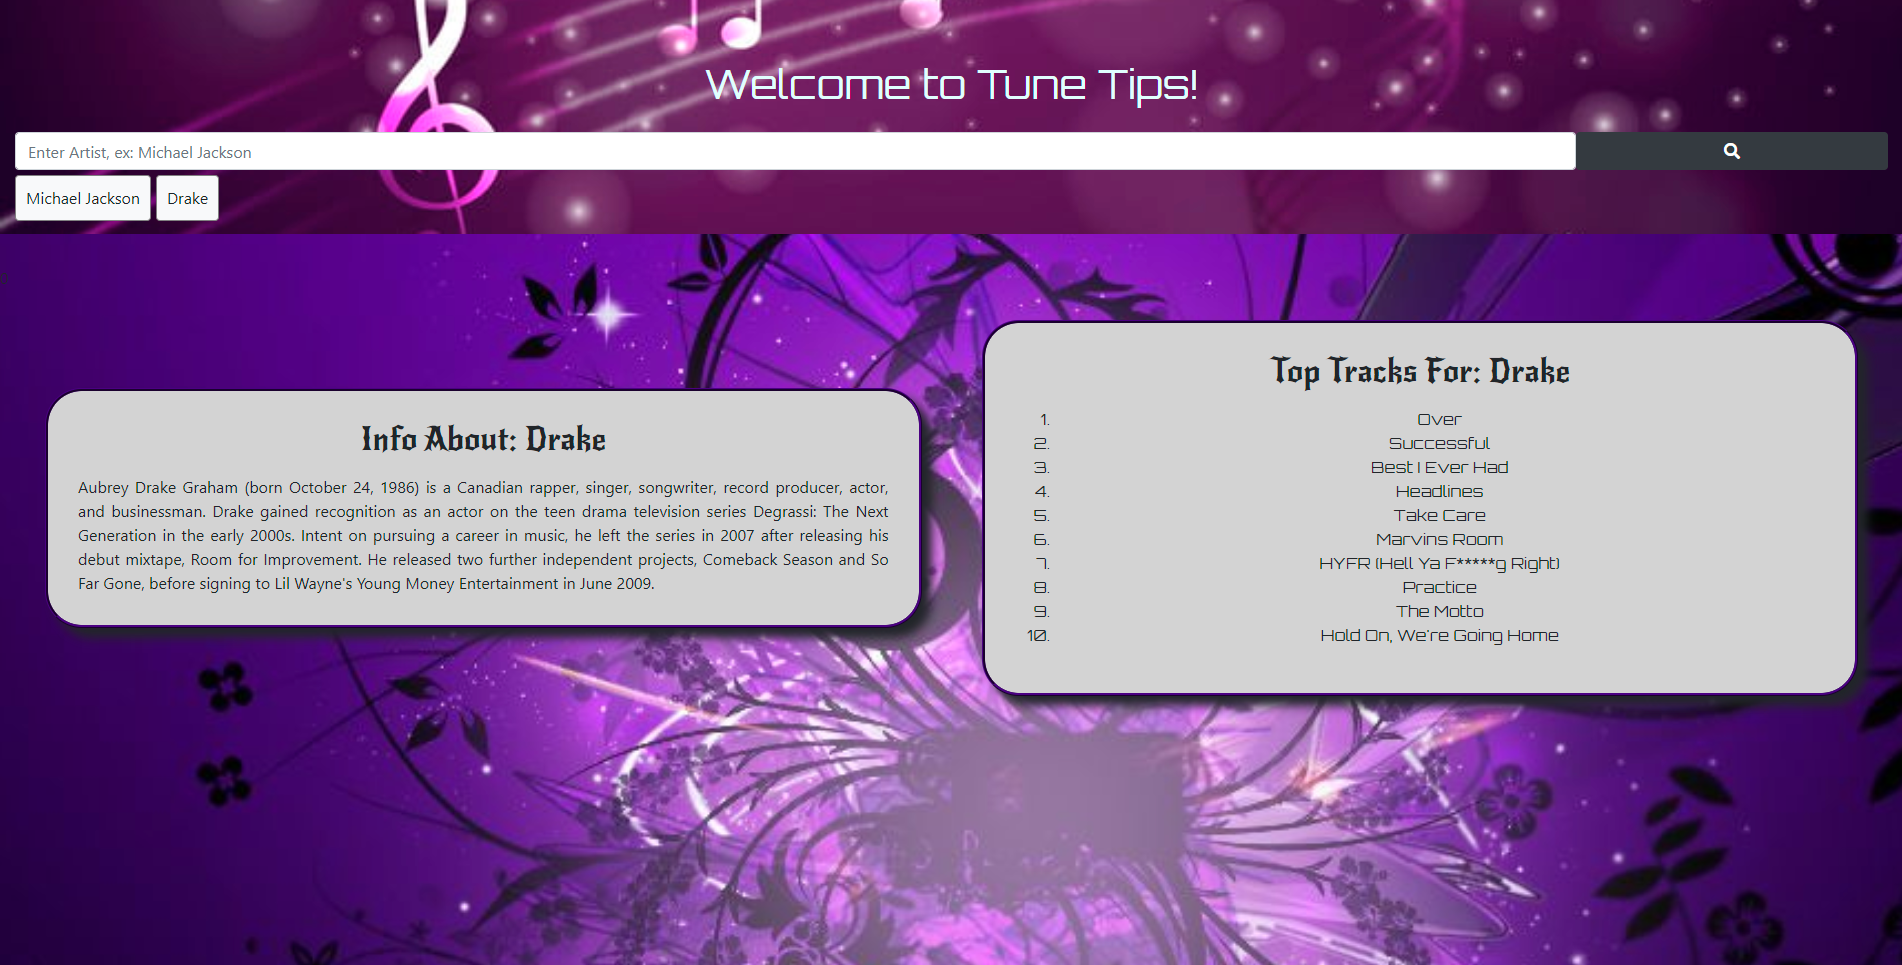 Welcome to Tune Tips!
Enter Artist, ex: Michael Jackson
Michael Jackson
Drake
Info About: Drake
Aubrey Drake Graham (born October 24, 1986) is a Canadian rapper, singer, songwriter, record producer, actor,
and businessman. Drake gained recognition as an actor on the teen drama television series Degrassi: The Next
Generation in the early 2000s. Intent on pursuing a career in music, he left the series in 2007 after releasing his
debut mixtape, Room for Improvement. He released two further independent projects, Comeback Season and So
Far Gone, before signing to Lil Wayne's Young Money Entertainment in June 2009.
Top Tracks For: Drake
1. Over
2. Successful
3. Best I Ever Had
4. Headlines
5. Take Care
6. Marvins Room
7. HYFR (Hell Ya F*****g Right)
8. Practice
9. The Motto
10. Hold On, We're Going Home